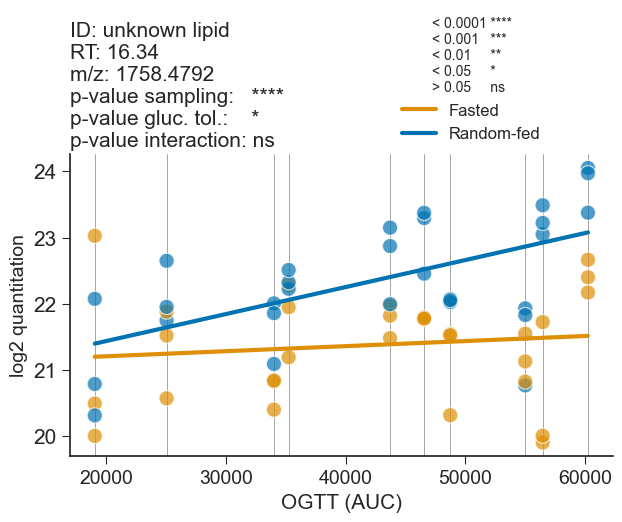 ID: unknown lipid
RT: 16.34
m/z: 1758.4792
p-value sampling: ****
p-value gluc. tol.: *
p-value interaction: ns
< 0.0001 ****
< 0.001 ***
< 0.01 **
< 0.05 *
> 0.05 ns
Fasted
Random-fed
log2 quantitation
24
23
22
21
20
20000 30000 40000 50000 60000
OGTT (AUC)